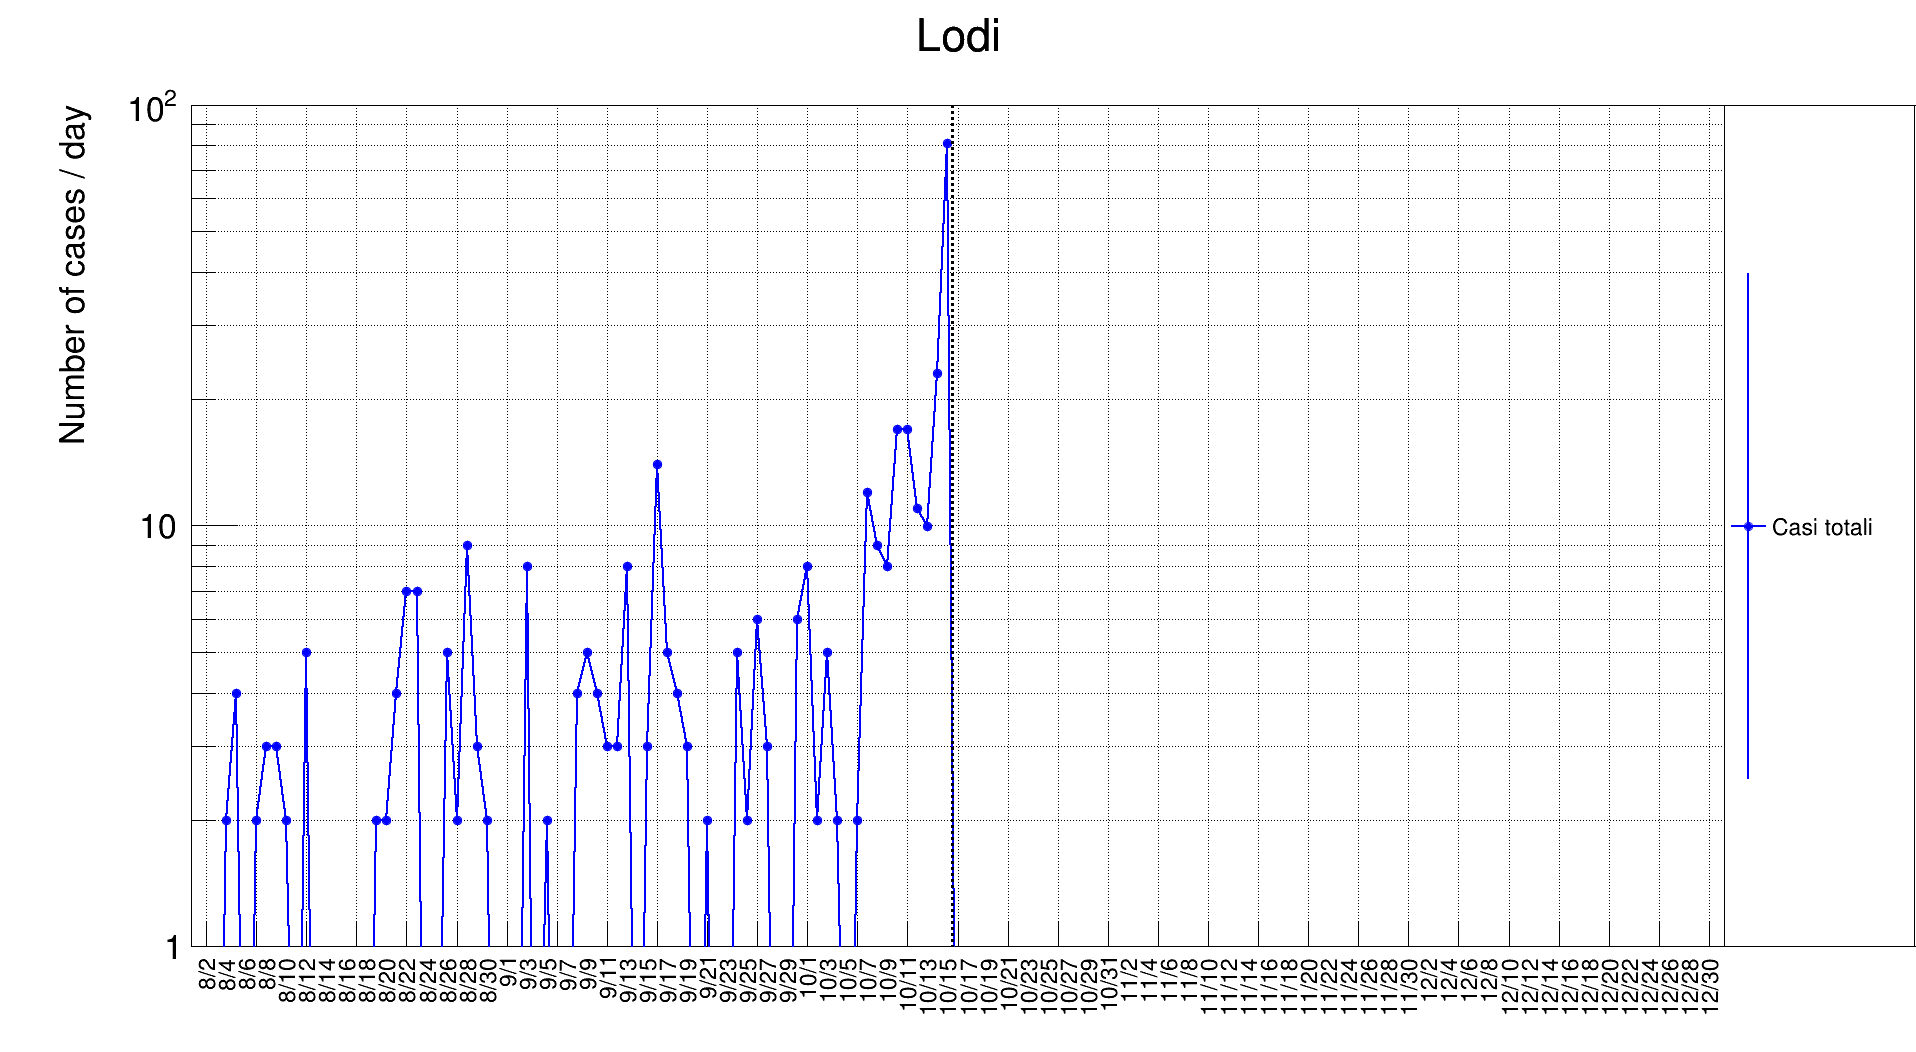 Lodi
Number of cases / day
10²
10
1
8/2 8/4 8/6 8/8 8/10 8/12 8/14 8/16 8/18 8/20 8/22 8/24 8/26 8/28 8/30 9/1 9/3 9/5 9/7 9/9 9/11 9/13 9/15 9/17 9/19 9/21 9/23 9/25 9/27 9/29 10/1 10/3 10/5 10/7 10/9 10/11 10/13 10/15 10/17 10/19 10/21 10/23 10/25 10/27 10/29 10/31 11/2 11/4 11/6 11/8 11/10 11/12 11/14 11/16 11/18 11/20 11/22 11/24 11/26 11/28 11/30 12/2 12/4 12/6 12/8 12/10 12/12 12/14 12/16 12/18 12/20 12/22 12/24 12/26 12/28 12/30
Casi totali